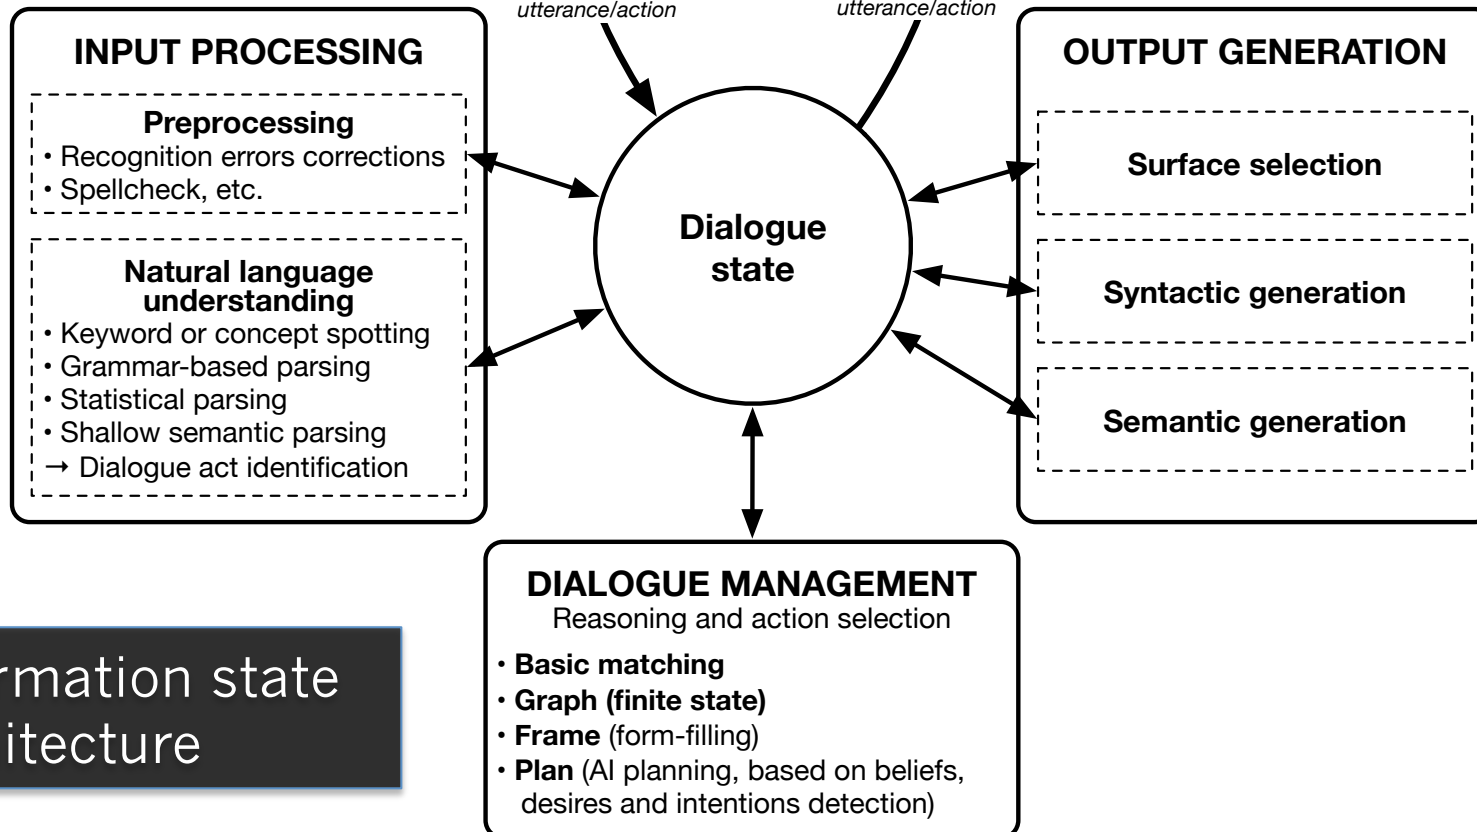 utterance/action
utterance/action
INPUT PROCESSING
Preprocessing
• Recognition errors corrections
• Spellcheck, etc.
Natural language
understanding
• Keyword or concept spotting
• Grammar-based parsing
• Statistical parsing
• Shallow semantic parsing
→ Dialogue act identification
Dialogue
state
OUTPUT GENERATION
Surface selection
Syntactic generation
Semantic generation
DIALOGUE MANAGEMENT
Reasoning and action selection
• Basic matching
• Graph (finite state)
• Frame (form-filling)
• Plan (AI planning, based on beliefs,
desires and intentions detection)
rmation state
itecture